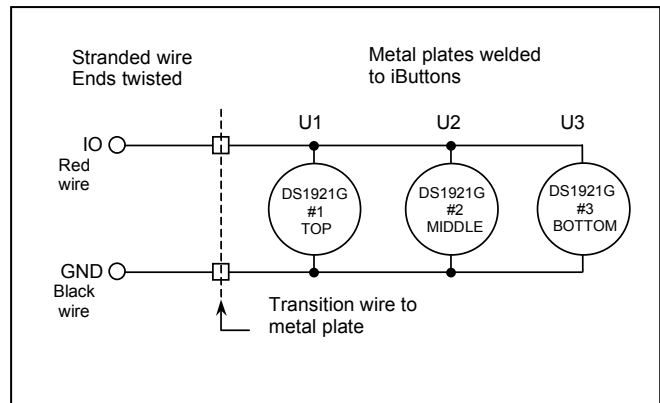 Stranded wire
Ends twisted
Metal plates welded
to iButtons
U1
U2
U3
IO
Red
wire
DS1921G
#1
TOP
DS1921G
#2
MIDDLE
DS1921G
#3
BOTTOM
GND
Black
wire
Transition wire to
metal plate